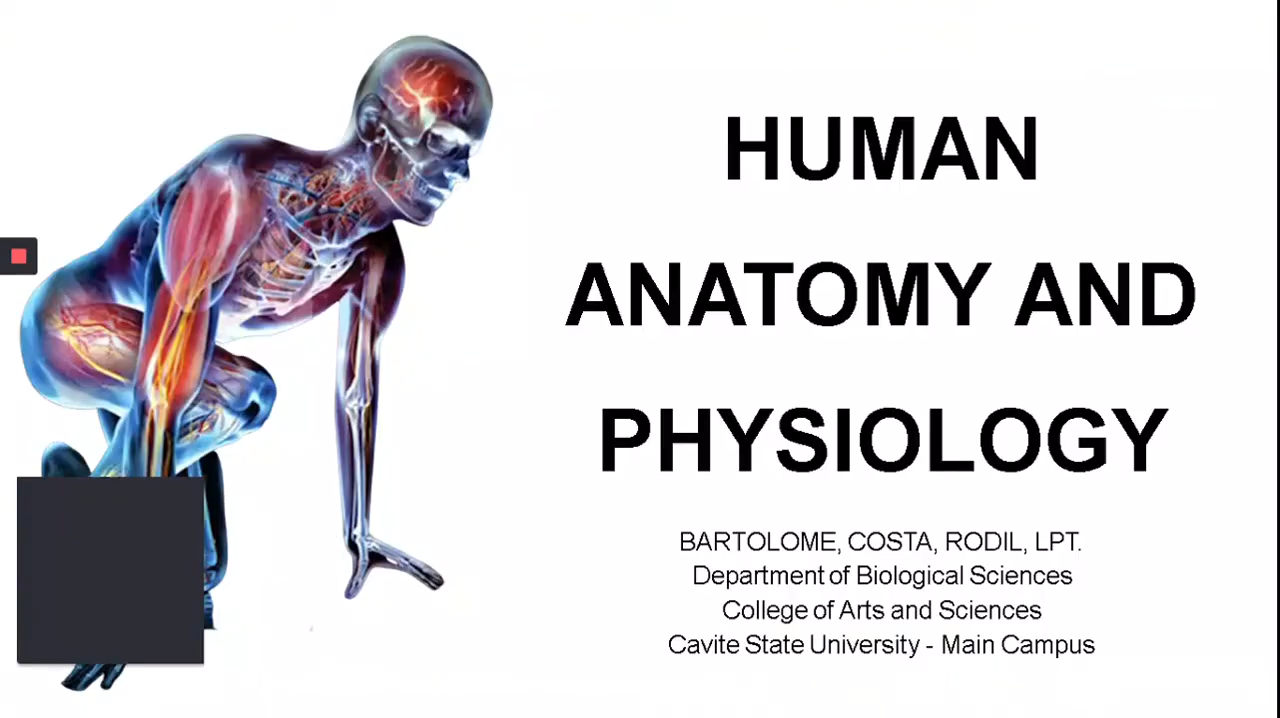 HUMAN
ANATOMY AND
PHYSIOLOGY
BARTOLOME, COSTA, RODIL, LPT.
Department of Biological Sciences
College of Arts and Sciences
Cavite State University - Main Campus